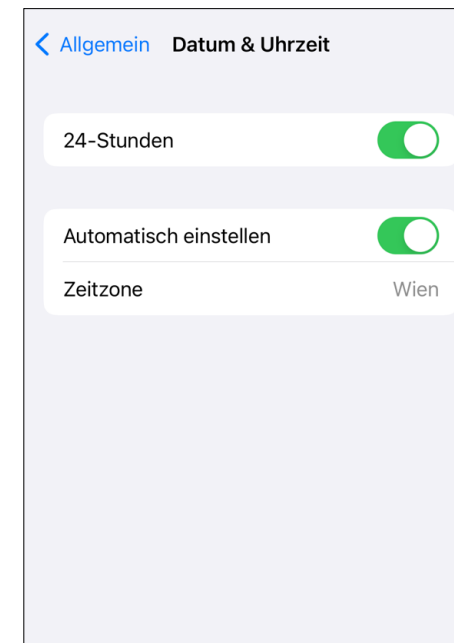 Allgemein Datum & Uhrzeit
24-Stunden
Automatisch einstellen
Zeitzone Wien